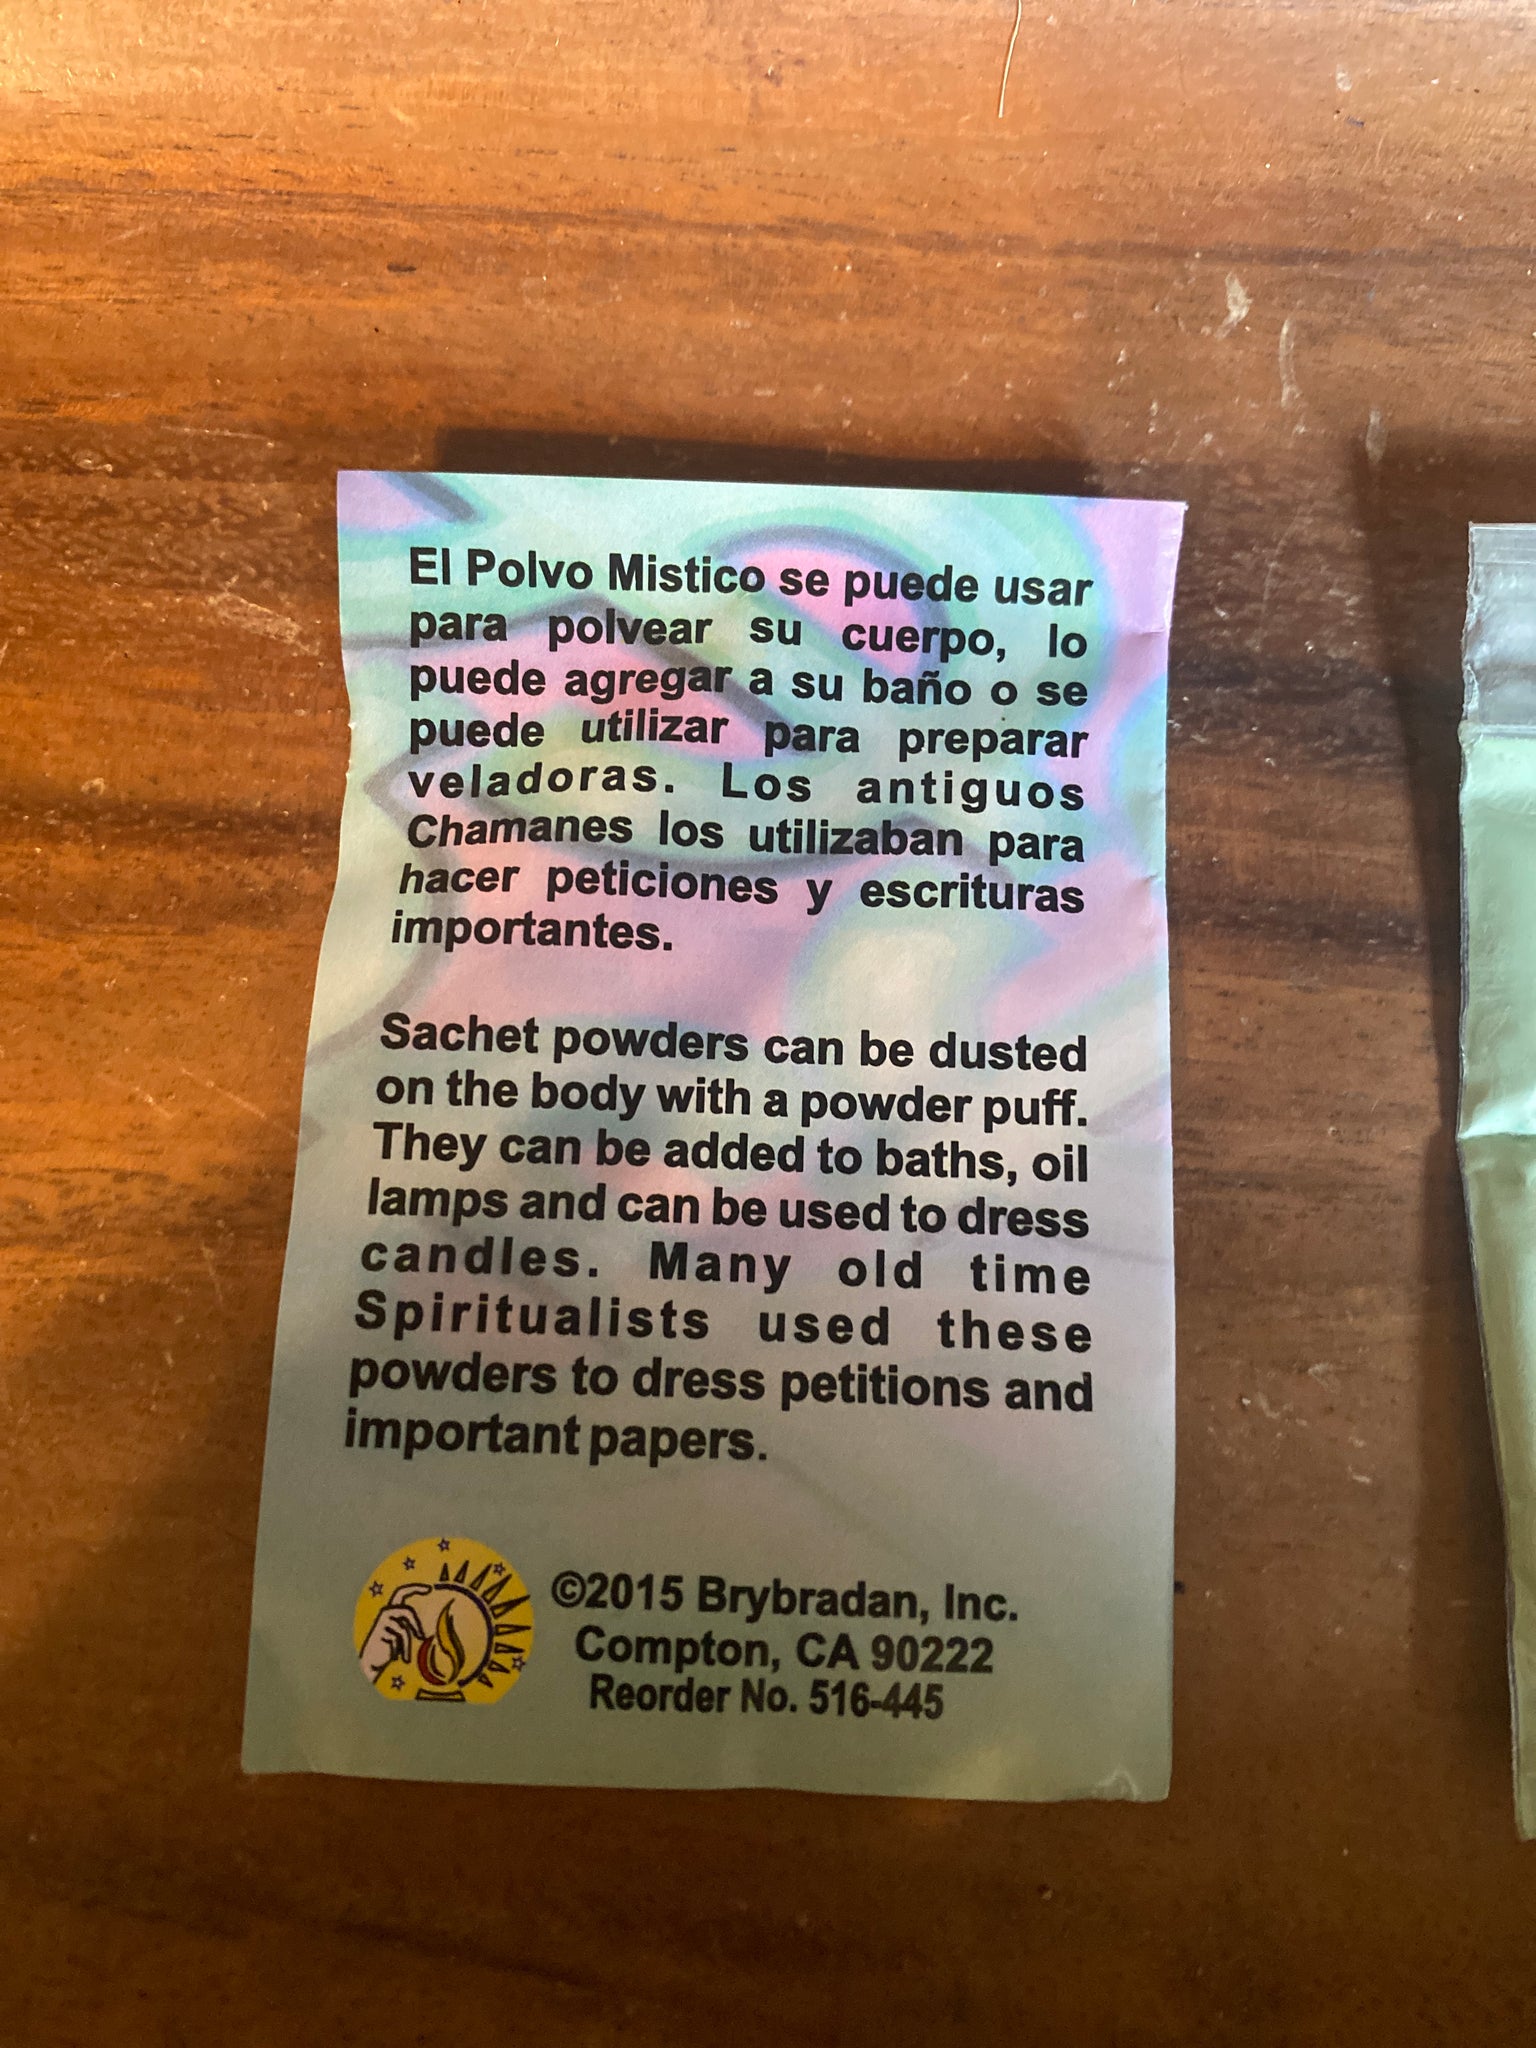 El Polvo Mistico se puede usar
para polvear su cuerpo, lo
puede agregar a su baño o se
puede utilizar para preparar
veladoras. Los antiguos
Chamanes los utilizaban para
hacer peticiones y escrituras
importantes.
Sachet powders can be dusted
on the body with a powder puff.
They can be added to baths, oil
lamps and can be used to dress
candles. Many old time
Spiritualists used these
powders to dress petitions and
important papers.
©2015 Brybradan, Inc.
Compton, CA 90222
Reorder No. 516-445